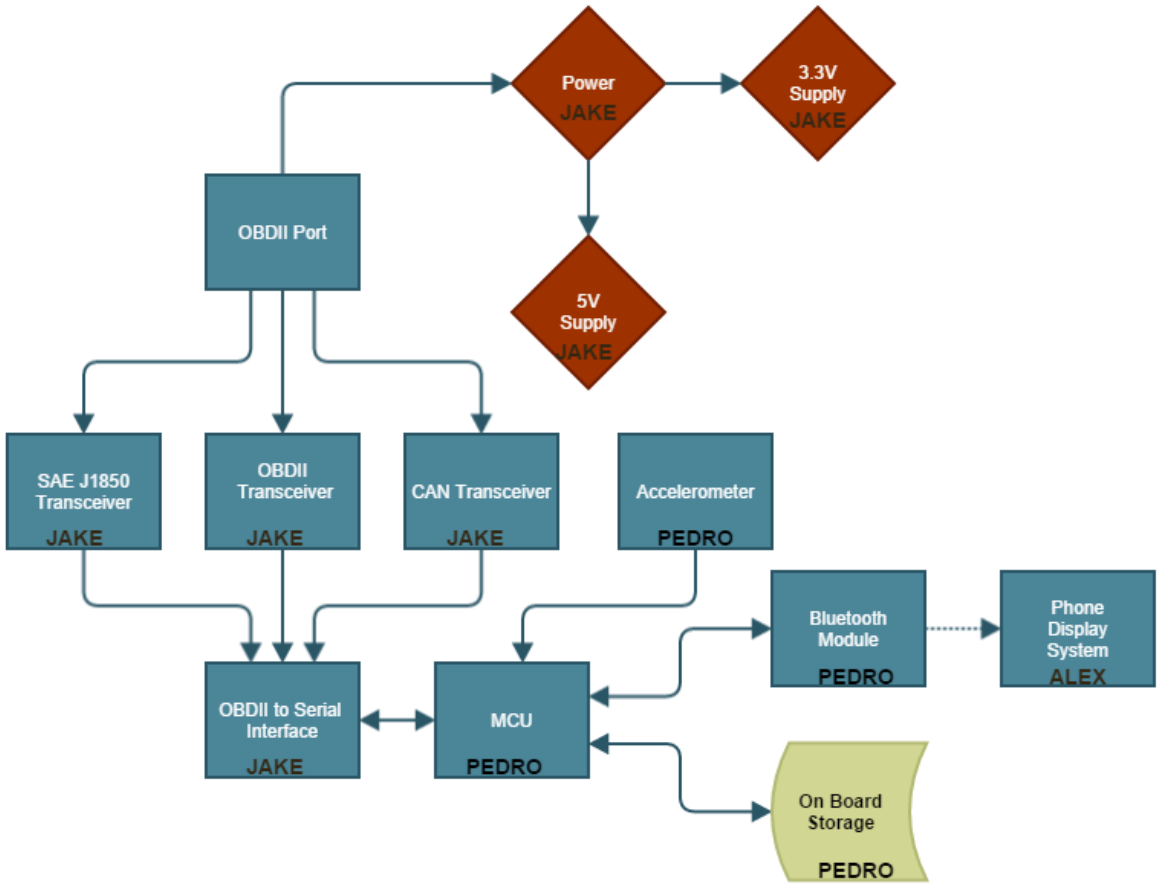 Power
JAKE
3.3V
Supply
JAKE
OBDII Port
5V
Supply
JAKE
SAE J1850
Transceiver
JAKE
OBDII
Transceiver
JAKE
CAN Transceiver
JAKE
Accelerometer
PEDRO
Bluetooth
Module
PEDRO
Phone
Display
System
ALEX
OBDII to Serial
Interface
JAKE
MCU
PEDRO
On Board
Storage
PEDRO